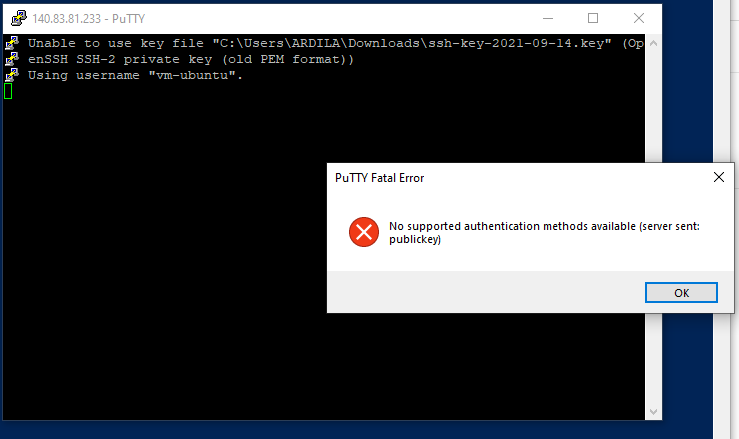 140.83.81.233 - PuTTY
Unable to use key file "C:\Users\ARDILA\Downloads\ssh-key-2021-09-14.key" (Op
enSSH SSH-2 private key (old PEM format))
Using username "vm-ubuntu".
PuTTY Fatal Error
No supported authentication methods available (server sent:
publickey)
OK